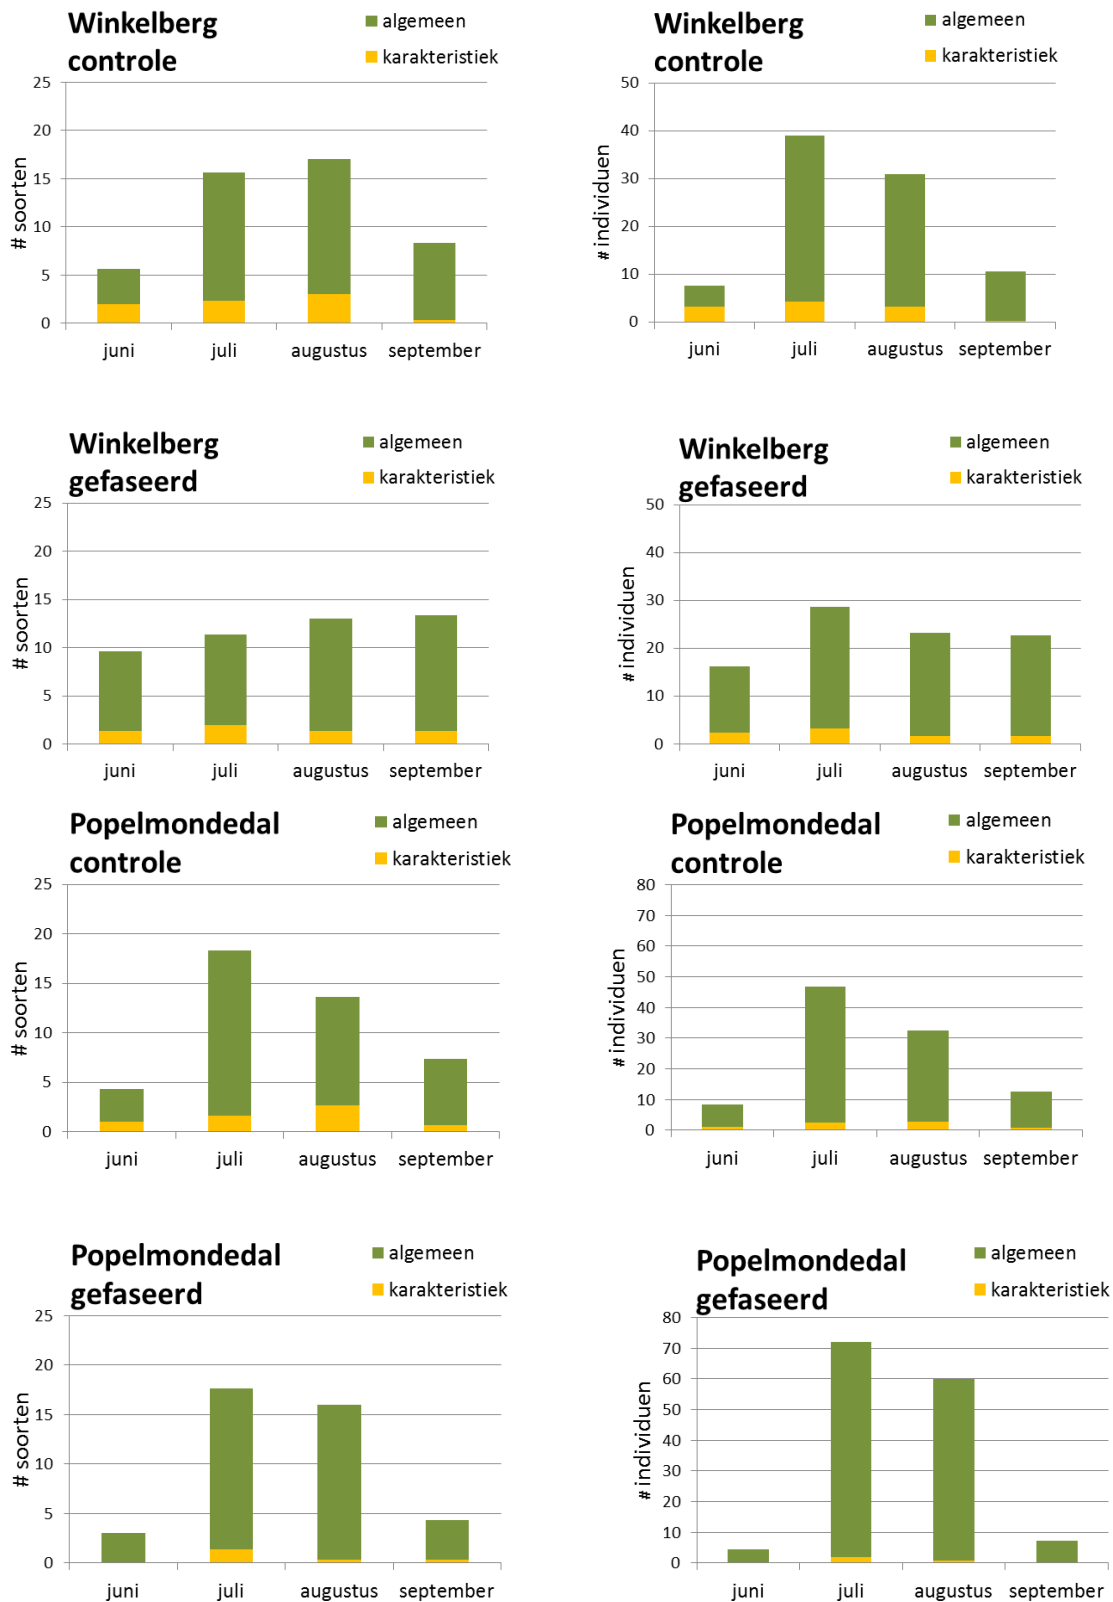 Winkelberg
controle
algemeen
karakteristiek
25
20
15
10
5
0
# soorten
juni juli augustus september
Winkelberg
controle
algemeen
karakteristiek
50
40
30
20
10
0
# individuen
juni juli augustus september
Winkelberg
gefaseerd
algemeen
karakteristiek
25
20
15
10
5
0
# soorten
juni juli augustus september
Winkelberg
gefaseerd
algemeen
karakteristiek
50
40
30
20
10
0
# individuen
juni juli augustus september
Popelmondedal
controle
algemeen
karakteristiek
25
20
15
10
5
0
# soorten
juni juli augustus september
Popelmondedal
controle
algemeen
karakteristiek
80
70
60
50
40
30
20
10
0
# individuen
juni juli augustus september
Popelmondedal
gefaseerd
algemeen
karakteristiek
25
20
15
10
5
0
# soorten
juni juli augustus september
Popelmondedal
gefaseerd
algemeen
karakteristiek
80
70
60
50
40
30
20
10
0
# individuen
juni juli augustus september